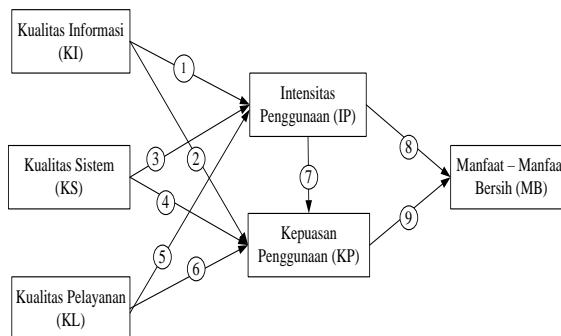 Kualitas Informasi
(KI)
1
Intensitas
Penggunaan (IP)
8
Kualitas Sistem
(KS)
3
2
7
Manfaat – Manfaat
Bersih (MB)
4
9
5
Kepuasan
Penggunaan (KP)
6
Kualitas Pelayanan
(KL)